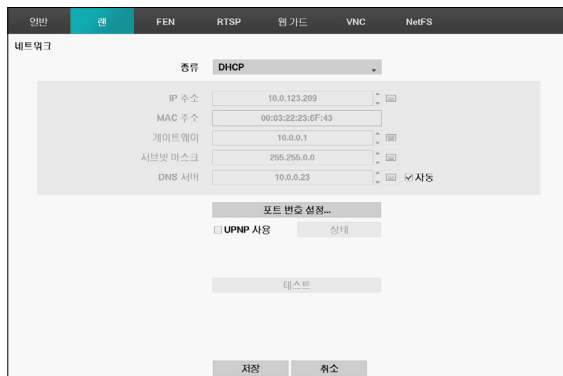 일반 랜 FEN RTSP 웹 가드 VNC NetFS
네트워크
종류 DHCP
IP 주소 10.0.123.209
MAC 주소 00:03:22:23:6F:43
게이트웨이 10.0.0.1
서브넷 마스크 255.255.0.0
DNS 서버 10.0.0.23 자동
포트 번호 설정...
UPNP 사용 상태
테스트
저장 취소